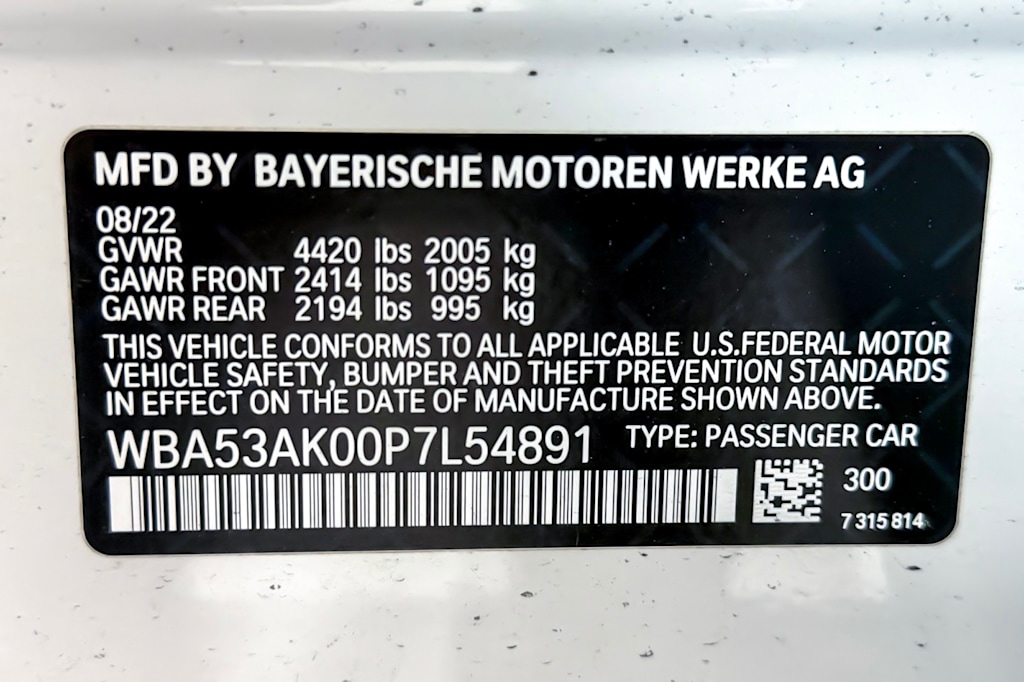 MFD BY BAYERISCHE MOTOREN WERKE AG
08/22
GVWR 4420 lbs 2005 kg
GAWR FRONT 2414 lbs 1095 kg
GAWR REAR 2194 lbs 995 kg
THIS VEHICLE CONFORMS TO ALL APPLICABLE U.S.FEDERAL MOTOR
VEHICLE SAFETY, BUMPER AND THEFT PREVENTION STANDARDS
IN EFFECT ON THE DATE OF MANUFACTURE SHOWN ABOVE.
WBA53AK00P7L54891 TYPE: PASSENGER CAR
300
7 315 814